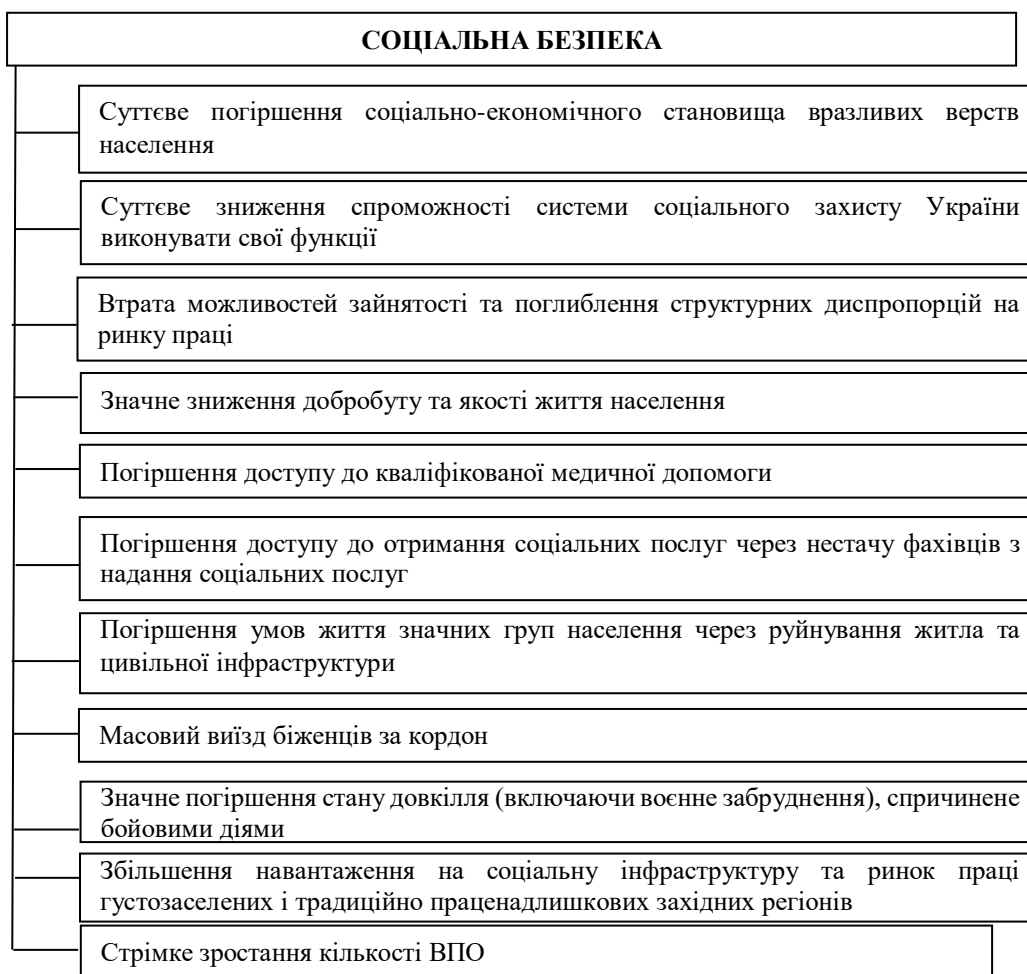 СОЦІАЛЬНА БЕЗПЕКА
Суттєве погіршення соціально-економічного становища вразливих верств
населення
Суттєве зниження спроможності системи соціального захисту України
виконувати свої функції
Втрата можливостей зайнятості та поглиблення структурних диспропорцій на
ринку праці
Значне зниження добробуту та якості життя населення
Погіршення доступу до кваліфікованої медичної допомоги
Погіршення доступу до отримання соціальних послуг через нестачу фахівців з
надання соціальних послуг
Погіршення умов життя значних груп населення через руйнування житла та
цивільної інфраструктури
Масовий виїзд біженців за кордон
Значне погіршення стану довкілля (включаючи воєнне забруднення), спричинене
бойовими діями
Збільшення навантаження на соціальну інфраструктуру та ринок праці
густозаселених і традиційно праценадлишкових західних регіонів
Стрімке зростання кількості ВПО